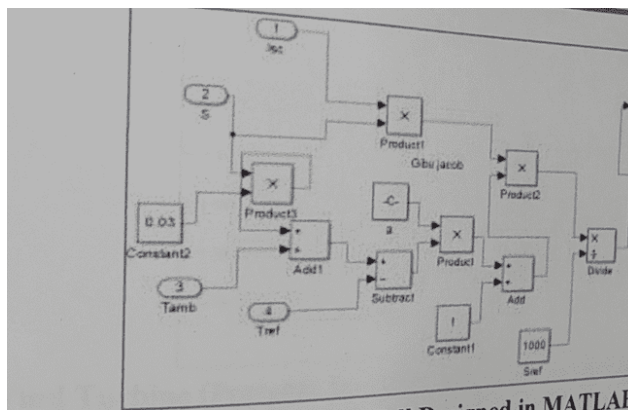 1
Isc
2
S
×
Product1
Gibu jacob
×
Product2
×
Product3
0.03
Constant2
-C-
a
×
Product
+
+
Add1
+
−
Subtract
+
+
Add
×
÷
Divide
3
Tamb
4
Tref
1
Constant1
1000
Sref
Designed in MATLAB